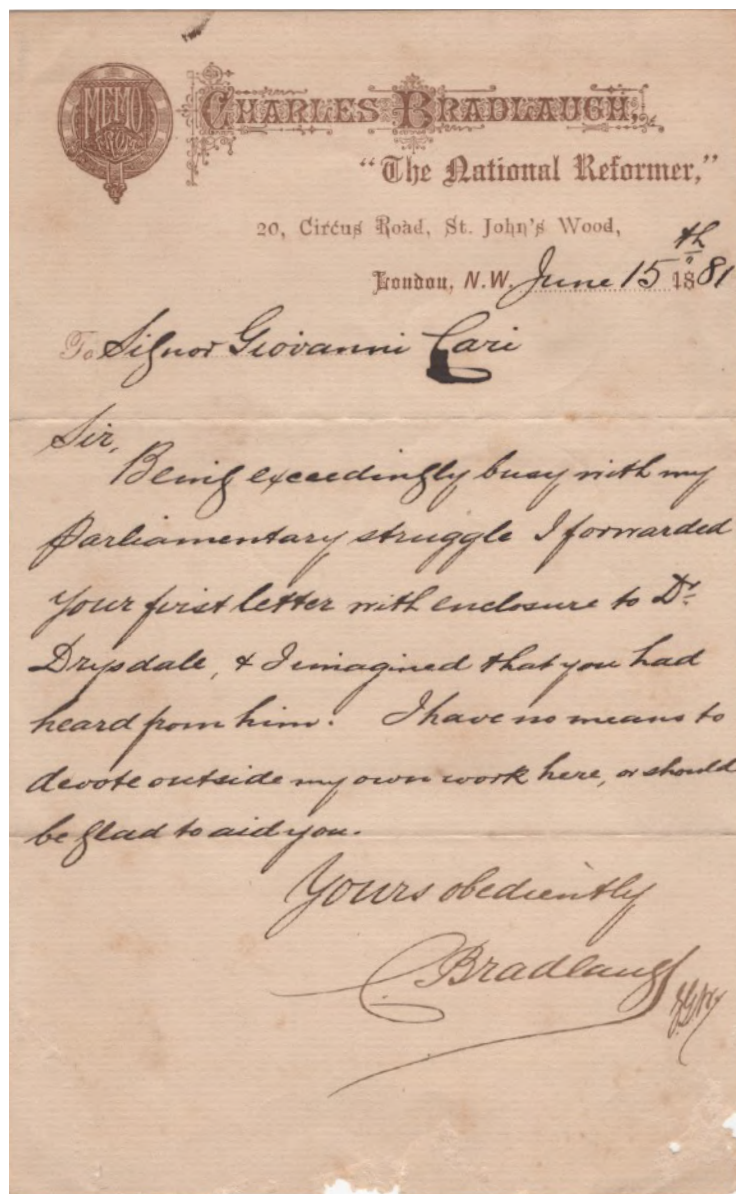 MEMO
FROM
CHARLES BRADLAUGH,
"The National Reformer,"
20, Circus Road, St. John's Wood,
London, N.W. June 15th 1881
To Signor Giovanni Cari
Sir,
Being exceedingly busy with my
Parliamentary struggle I forwarded
your first letter with enclosure to Dr.
Drysdale, & I imagined that you had
heard from him. I have no means to
devote outside my own work here, or should
be glad to aid you.
Yours obediently
C. Bradlaugh